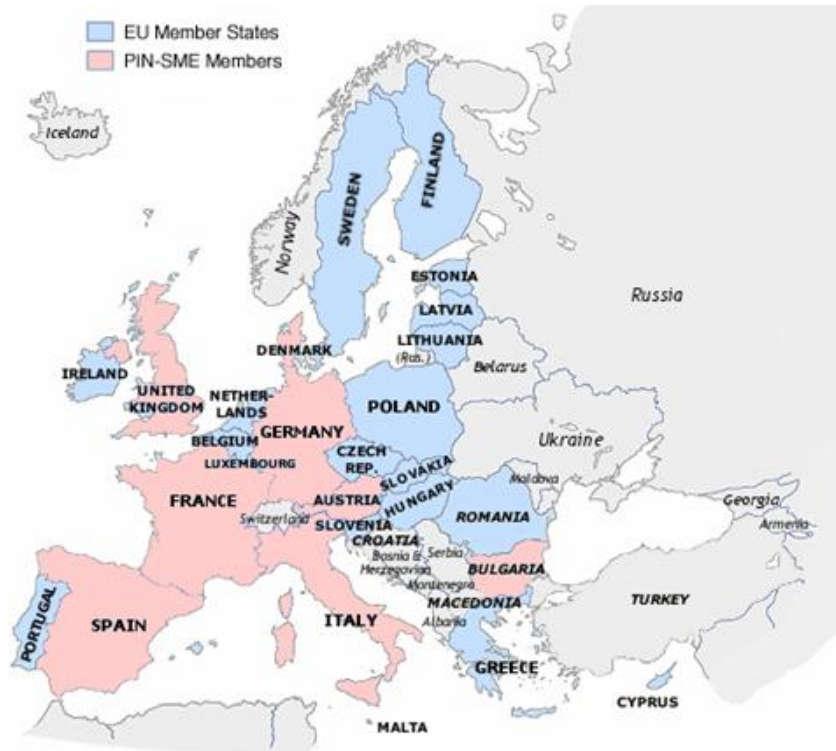 EU Member States
PIN-SME Members
Iceland
Norway
SWEDEN
FINLAND
Russia
ESTONIA
LATVIA
LITHUANIA
(Ras.)
Belarus
DENMARK
IRELAND
UNITED
KINGDOM
NETHER-
LANDS
POLAND
BELGIUM
GERMANY
LUXEMBOURG
CZECH
REP.
SLOVAKIA
Ukraine
Moldova
FRANCE
Switzerland
AUSTRIA
HUNGARY
SLOVENIA
ROMANIA
CROATIA
Bosnia &
Herzegovina
Serbia
Montenegro
BULGARIA
Georgia
Armenia
MACEDONIA
Albania
TURKEY
PORTUGAL
SPAIN
ITALY
GREECE
CYPRUS
MALTA